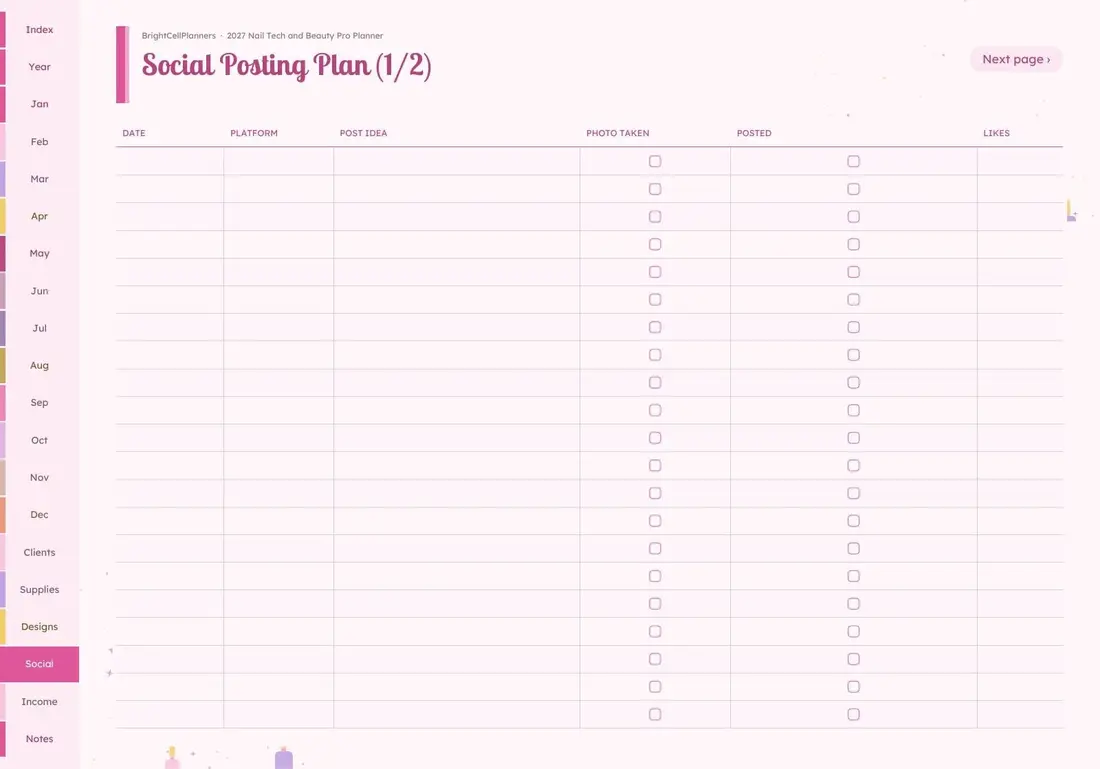 Index
Year
Jan
Feb
Mar
Apr
May
Jun
Jul
Aug
Sep
Oct
Nov
Dec
Clients
Supplies
Designs
Social
Income
Notes
BrightCellPlanners · 2027 Nail Tech and Beauty Pro Planner
Social Posting Plan (1/2)
Next page ›
DATE PLATFORM POST IDEA PHOTO TAKEN POSTED LIKES